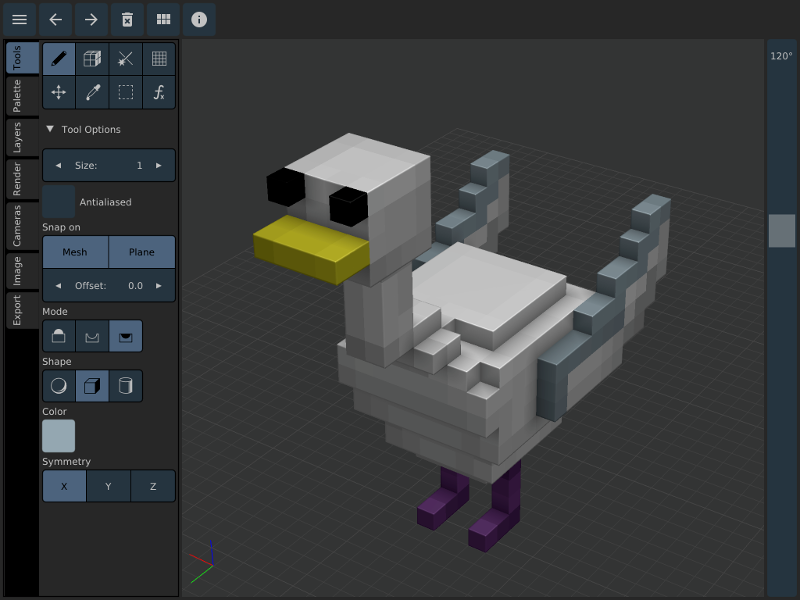 120°
Tools
Palette
Layers
Render
Cameras
Image
Export
Tool Options
Size: 1
Antialiased
Snap on
Mesh Plane
Offset: 0.0
Mode
Shape
Color
Symmetry
X Y Z